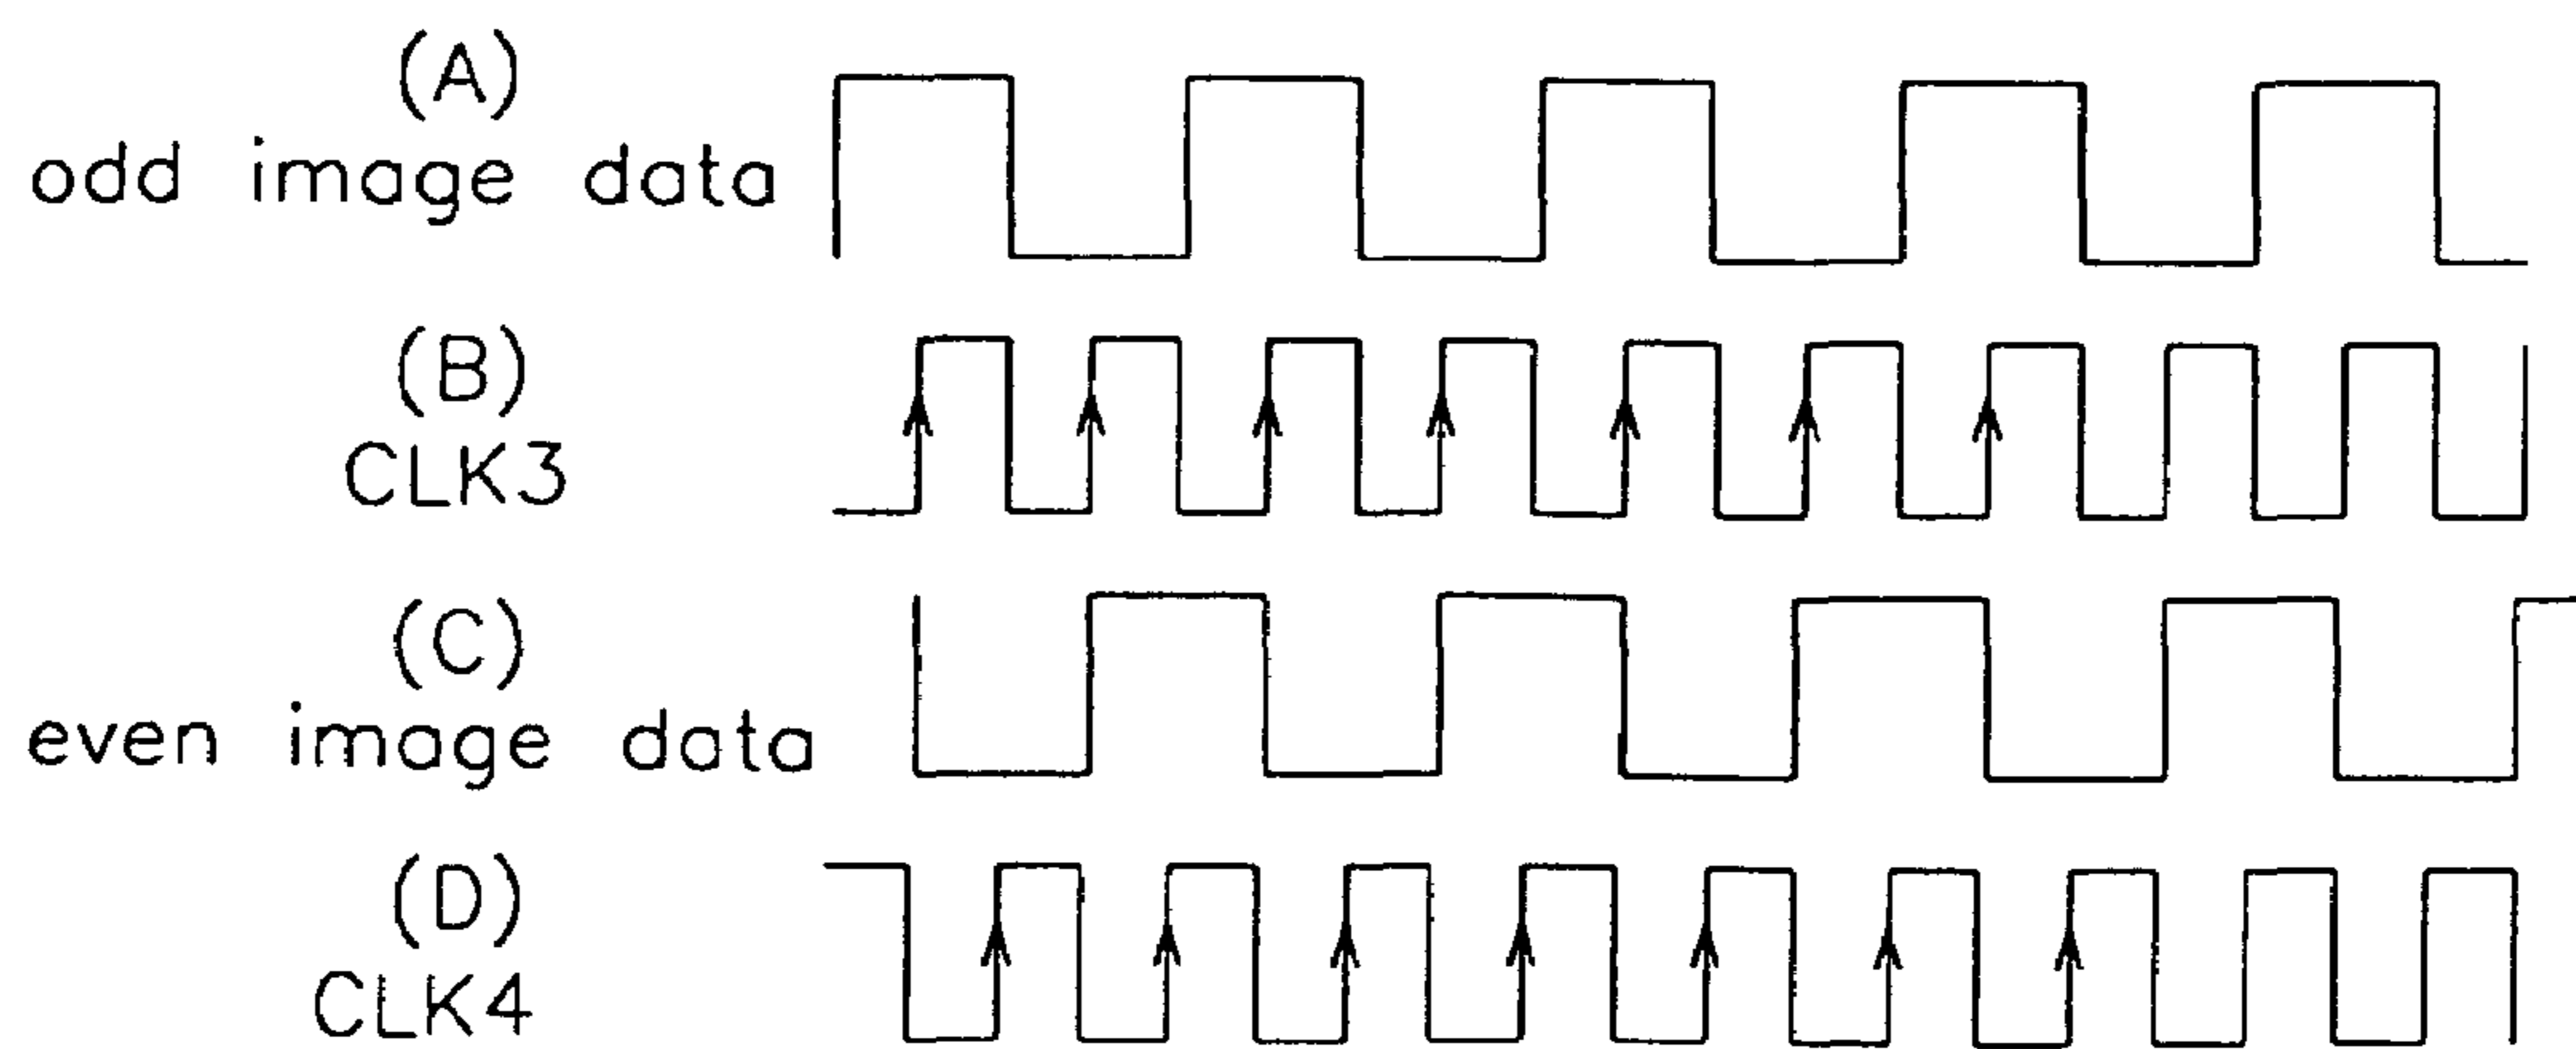 (A)
odd image data
(B)
CLK3
(C)
even image data
(D)
CLK4